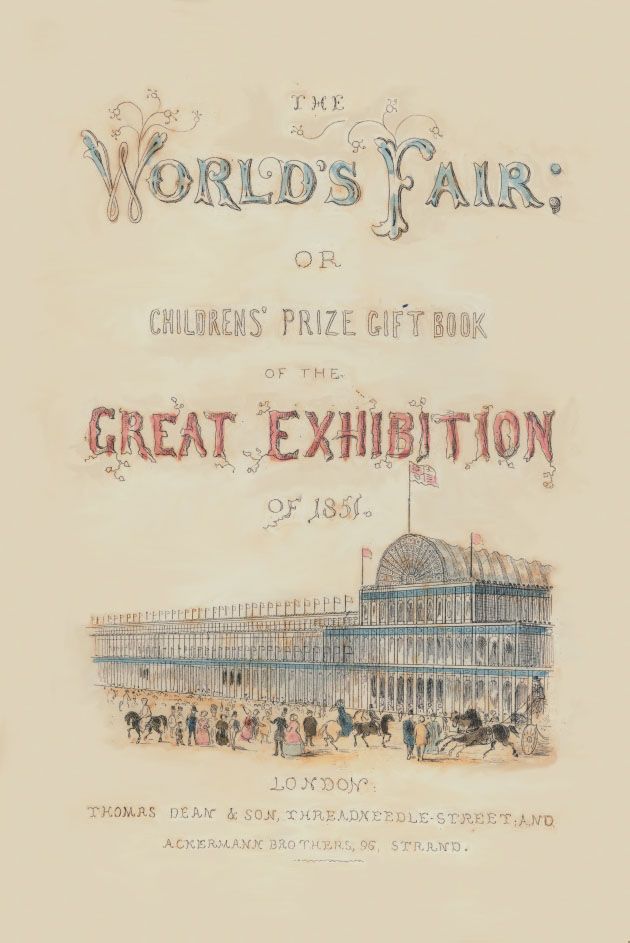 THE
WORLD'S FAIR;
OR
CHILDRENS' PRIZE GIFT BOOK
OF THE
GREAT EXHIBITION
OF 1851.
LONDON:
THOMAS DEAN & SON, THREADNEEDLE-STREET; AND
ACKERMANN BROTHERS, 96, STRAND.